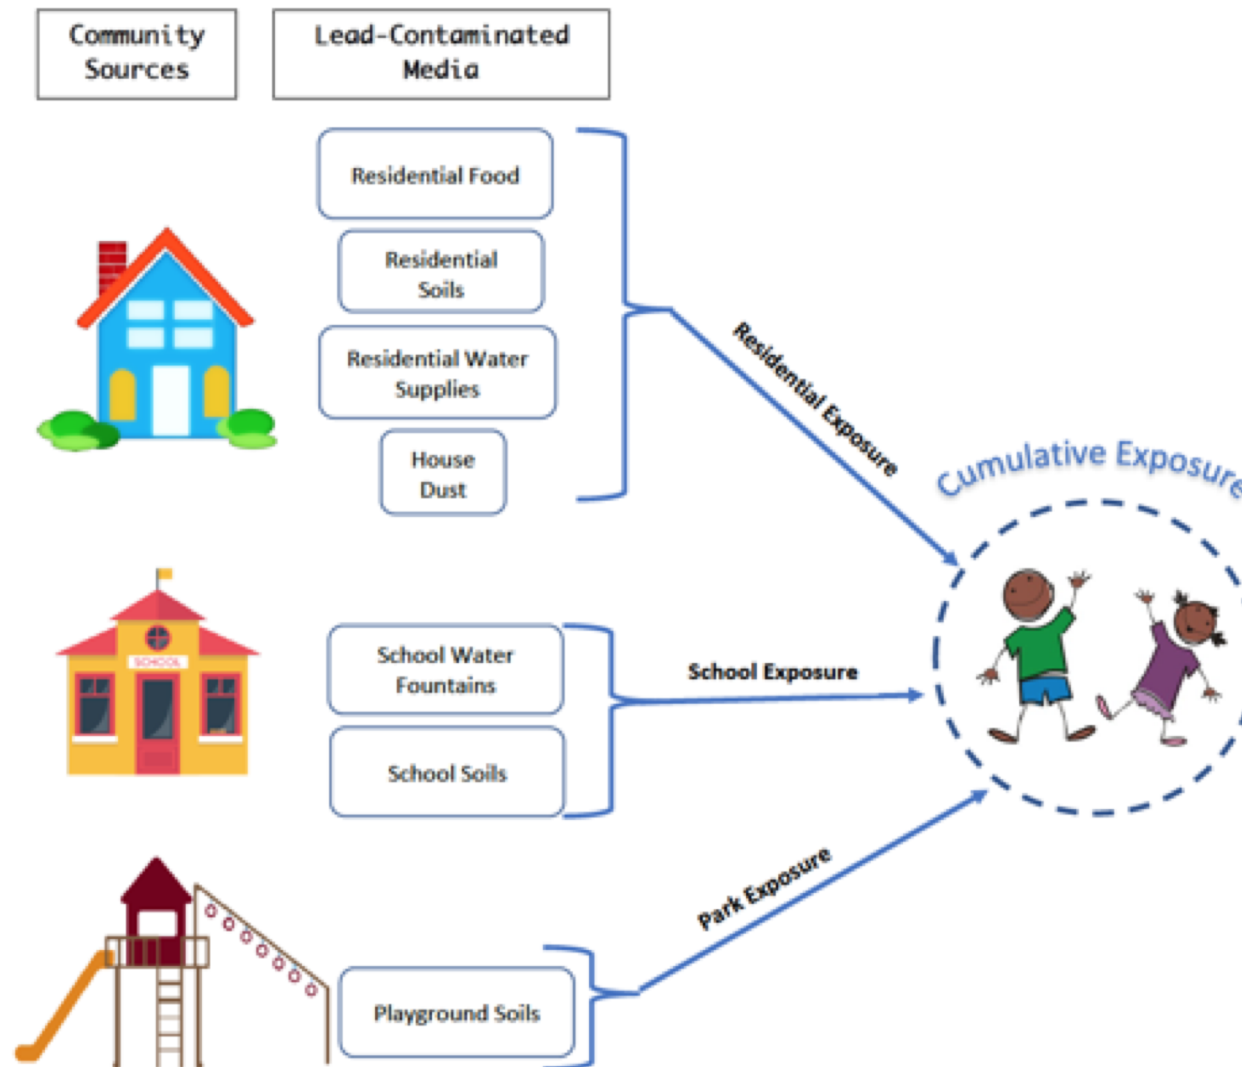 Community
Sources
Lead-Contaminated
Media
Residential Food
Residential
Soils
Residential Water
Supplies
House
Dust
Residential Exposure
Cumulative Exposure
SCHOOL
School Water
Fountains
School Soils
School Exposure
Park Exposure
Playground Soils